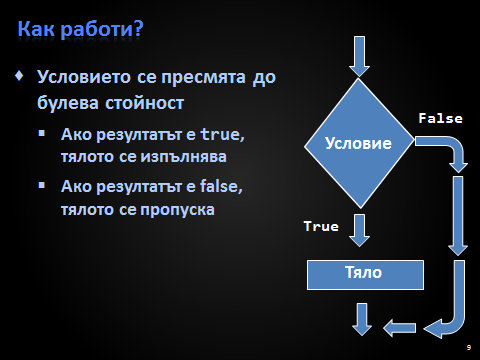 Как работи?
Условието се пресмята до
булева стойност
Ако резултатът е true,
тялото се изпълнява
Ако резултатът е false,
тялото се пропуска
Условие
False
True
Тяло
9